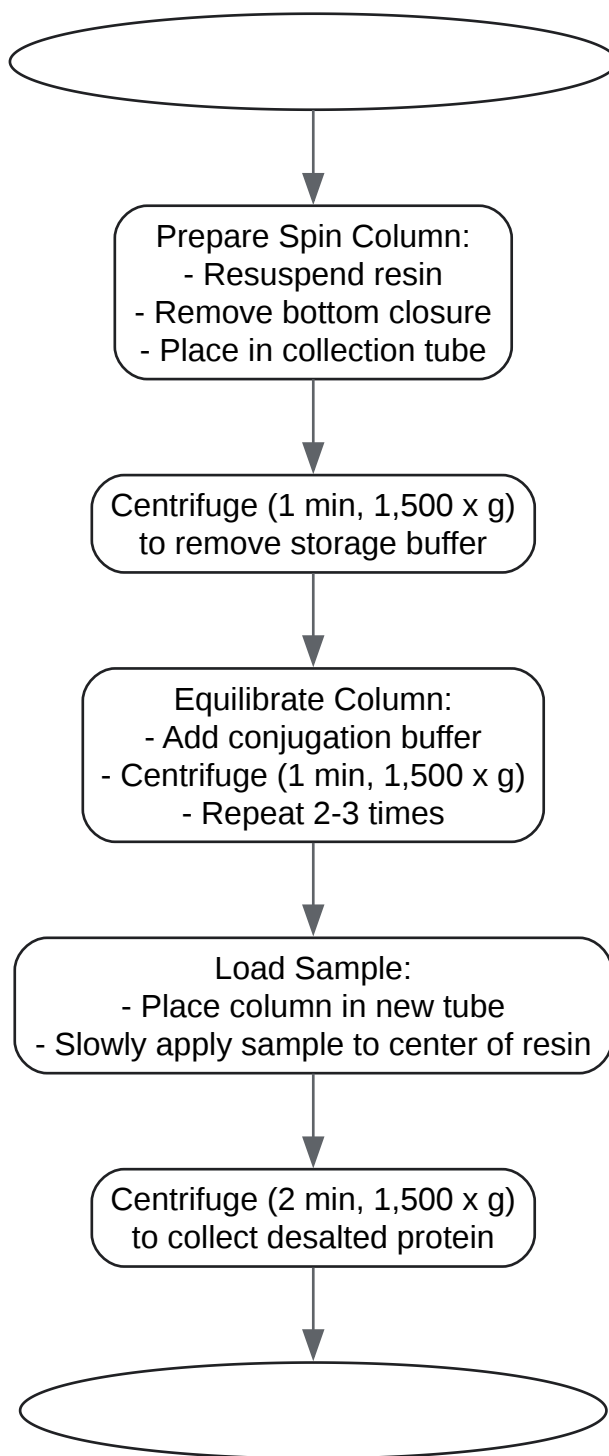 Prepare Spin Column:
- Resuspend resin
- Remove bottom closure
- Place in collection tube
Centrifuge (1 min, 1,500 x g)
to remove storage buffer
Equilibrate Column:
- Add conjugation buffer
- Centrifuge (1 min, 1,500 x g)
- Repeat 2-3 times
Load Sample:
- Place column in new tube
- Slowly apply sample to center of resin
Centrifuge (2 min, 1,500 x g)
to collect desalted protein